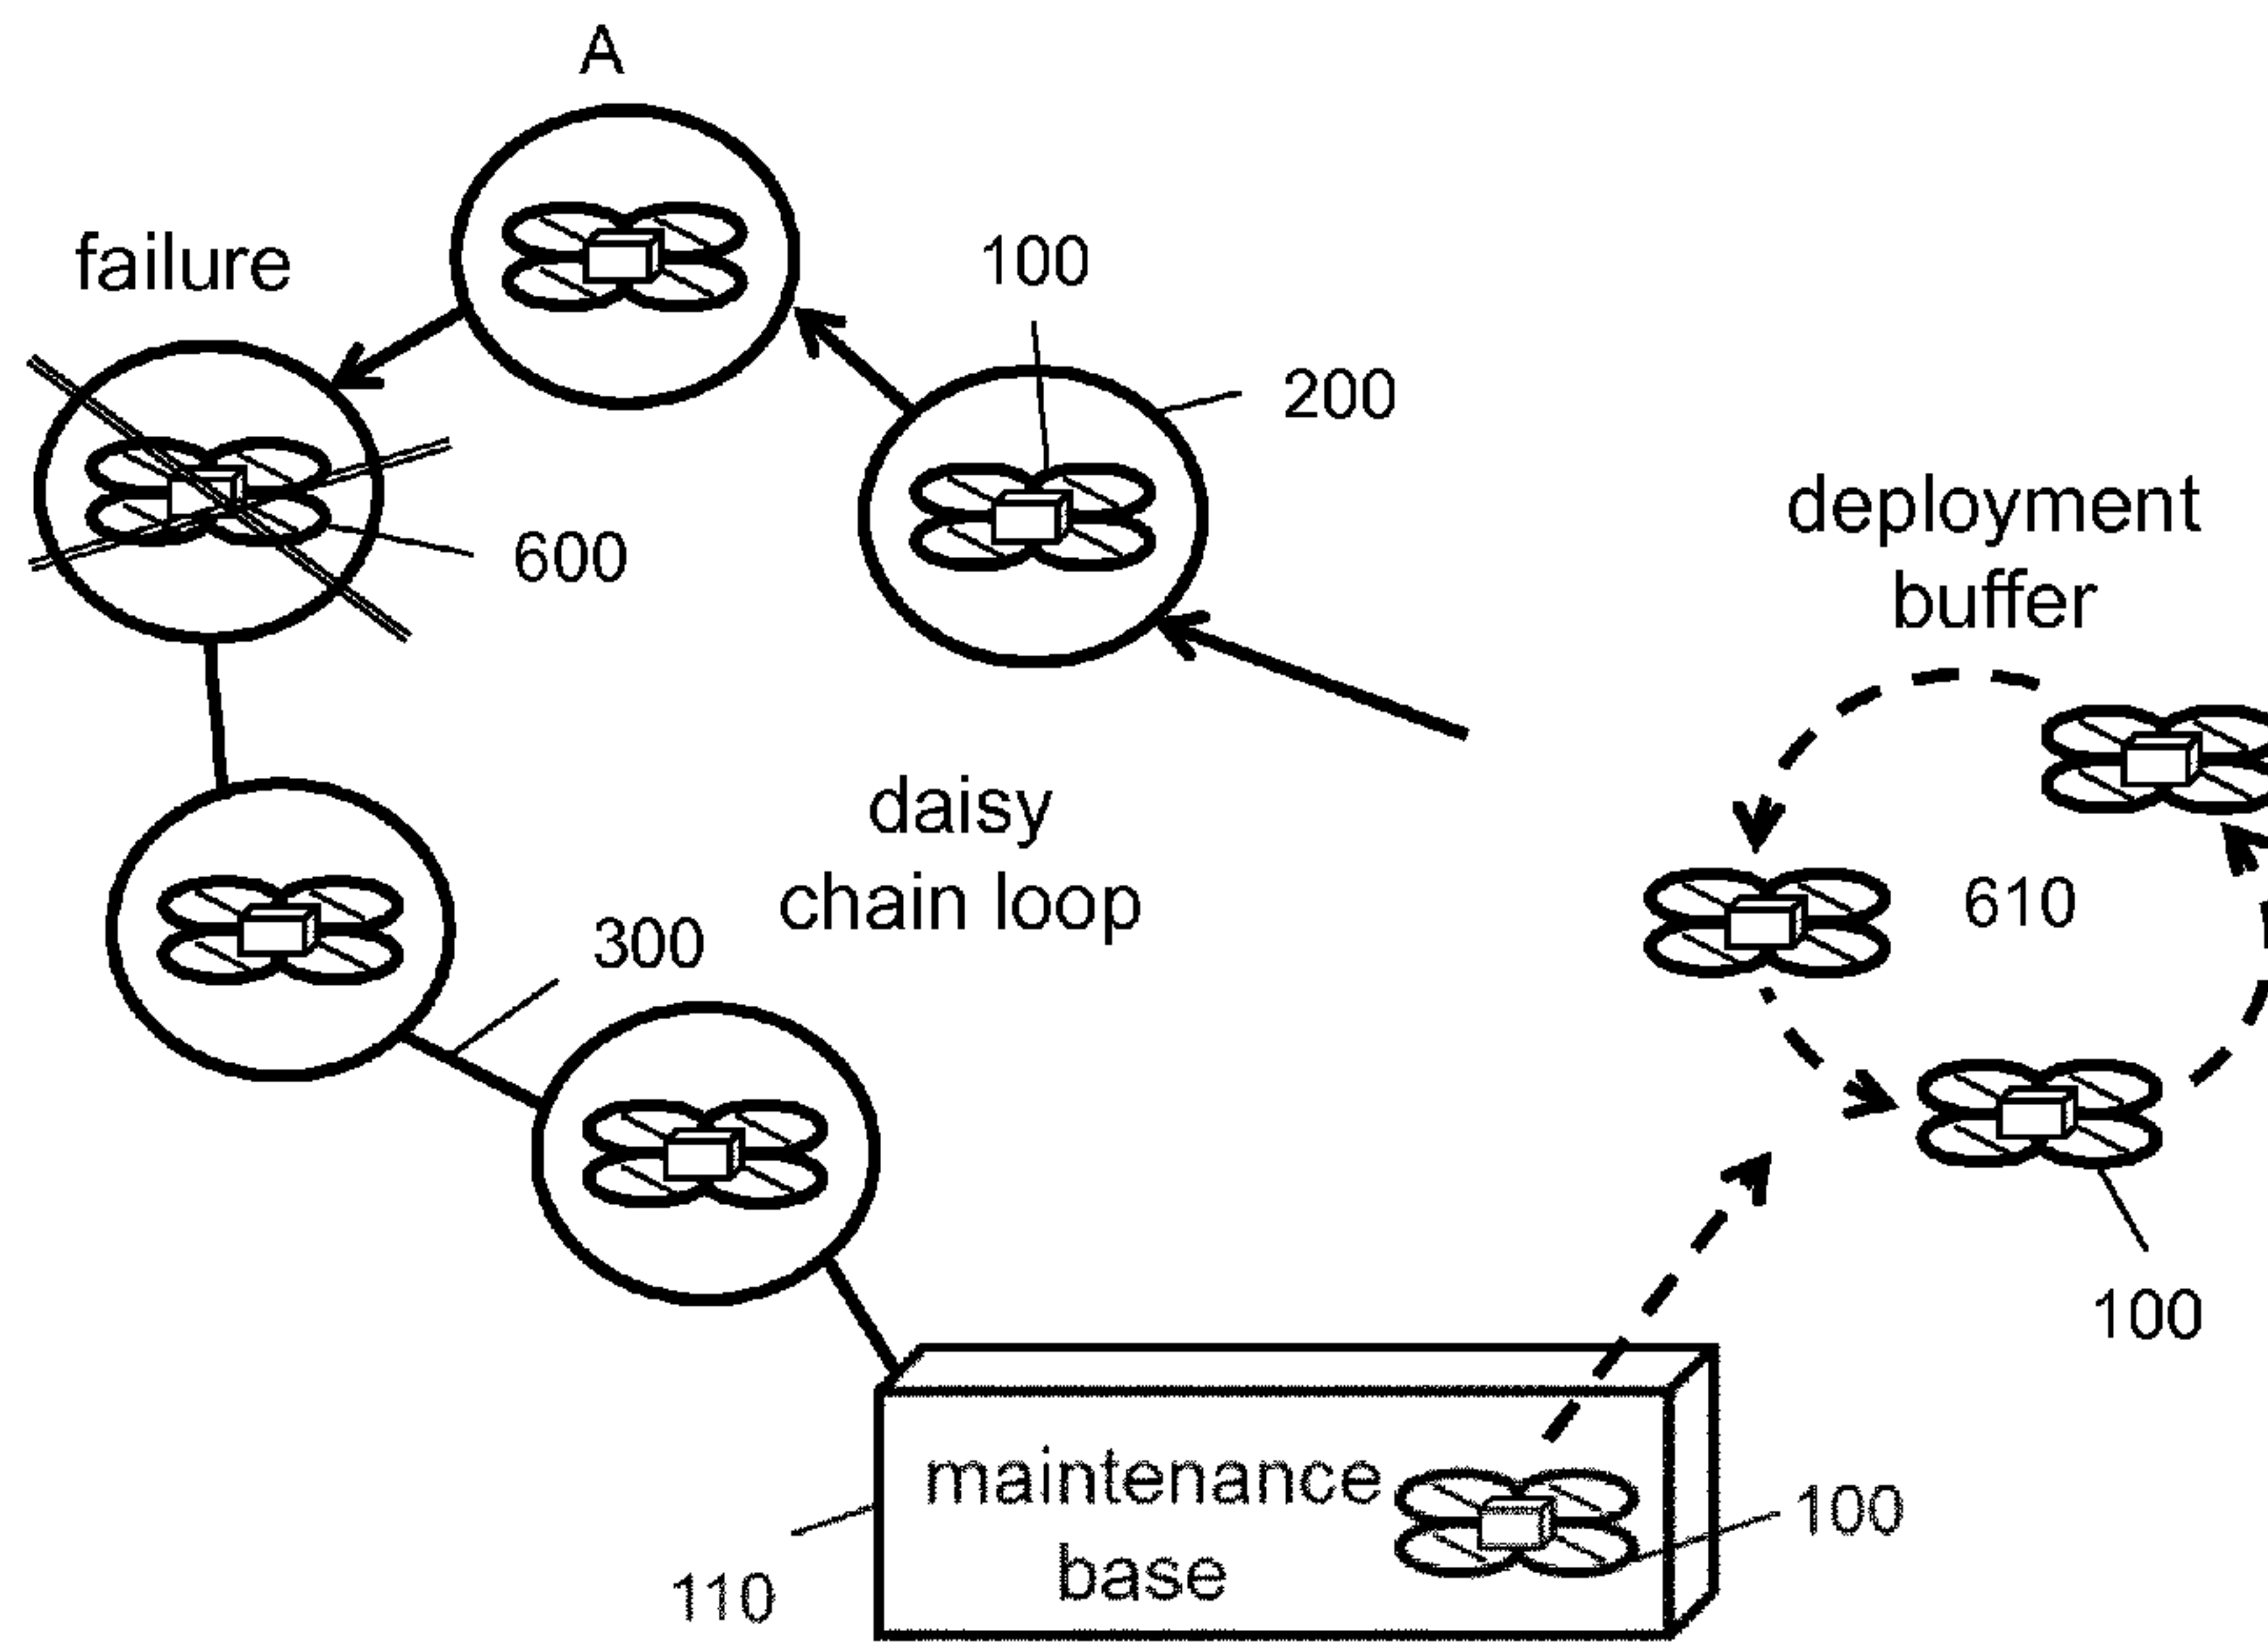 A
failure
100
200
600
deployment
buffer
daisy
chain loop
610
300
100
maintenance
base
100
110